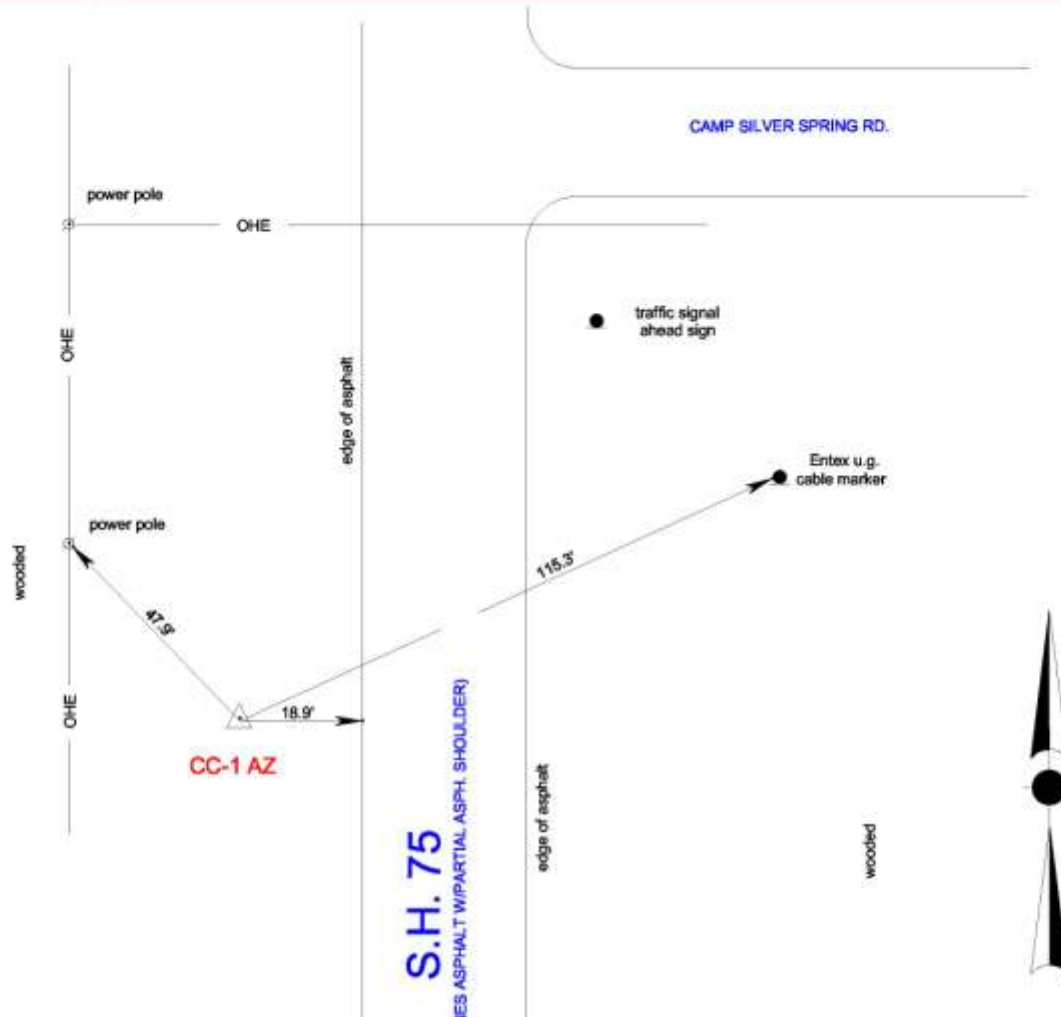 CAMP SILVER SPRING RD.
power pole
OHE
traffic signal
ahead sign
OHE
edge of asphalt
Entex u.g.
cable marker
power pole
wooded
115.3'
47.9'
OHE
18.9'
CC-1 AZ
S.H. 75
ASPHALT W/PARTIAL ASPH. SHOULDER)
edge of asphalt
wooded